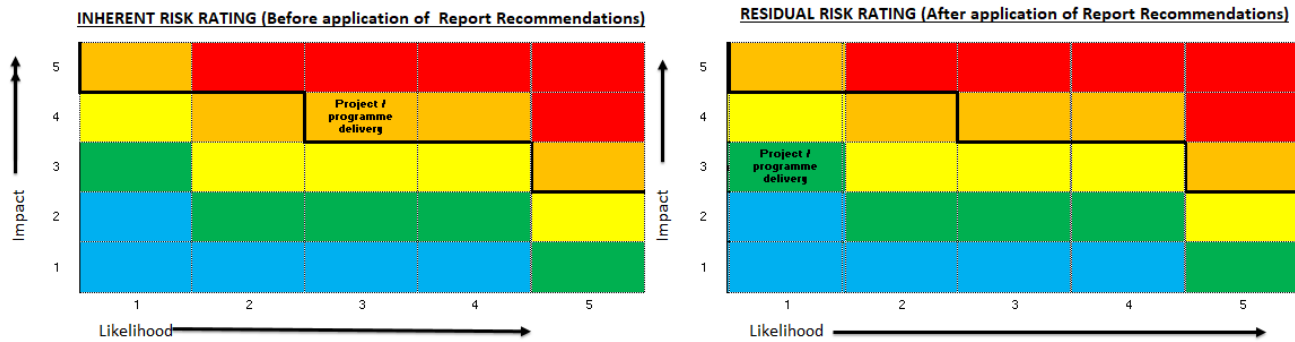 INHERENT RISK RATING (Before application of  Report Recommendations)
5
4
3
2
1
Impact
Project /
programme
delivery
1 2 3 4 5
Likelihood
RESIDUAL RISK RATING (After application of Report Recommendations)
5
4
3
2
1
Impact
Project /
programme
delivery
1 2 3 4 5
Likelihood